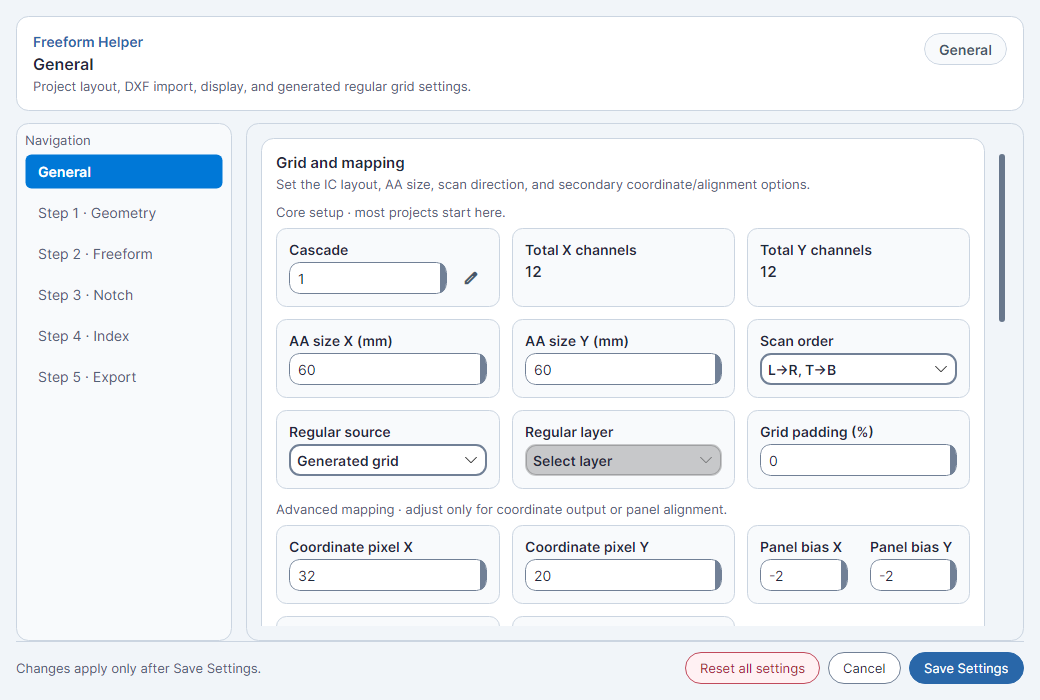 Freeform Helper
General
Project layout, DXF import, display, and generated regular grid settings.
General
Navigation
General
Step 1 · Geometry
Step 2 · Freeform
Step 3 · Notch
Step 4 · Index
Step 5 · Export
Grid and mapping
Set the IC layout, AA size, scan direction, and secondary coordinate/alignment options.
Core setup · most projects start here.
Cascade
1
Total X channels
12
Total Y channels
12
AA size X (mm)
60
AA size Y (mm)
60
Scan order
L→R, T→B
Regular source
Generated grid
Regular layer
Select layer
Grid padding (%)
0
Advanced mapping · adjust only for coordinate output or panel alignment.
Coordinate pixel X
32
Coordinate pixel Y
20
Panel bias X
-2
Panel bias Y
-2
Changes apply only after Save Settings.
Reset all settings
Cancel
Save Settings